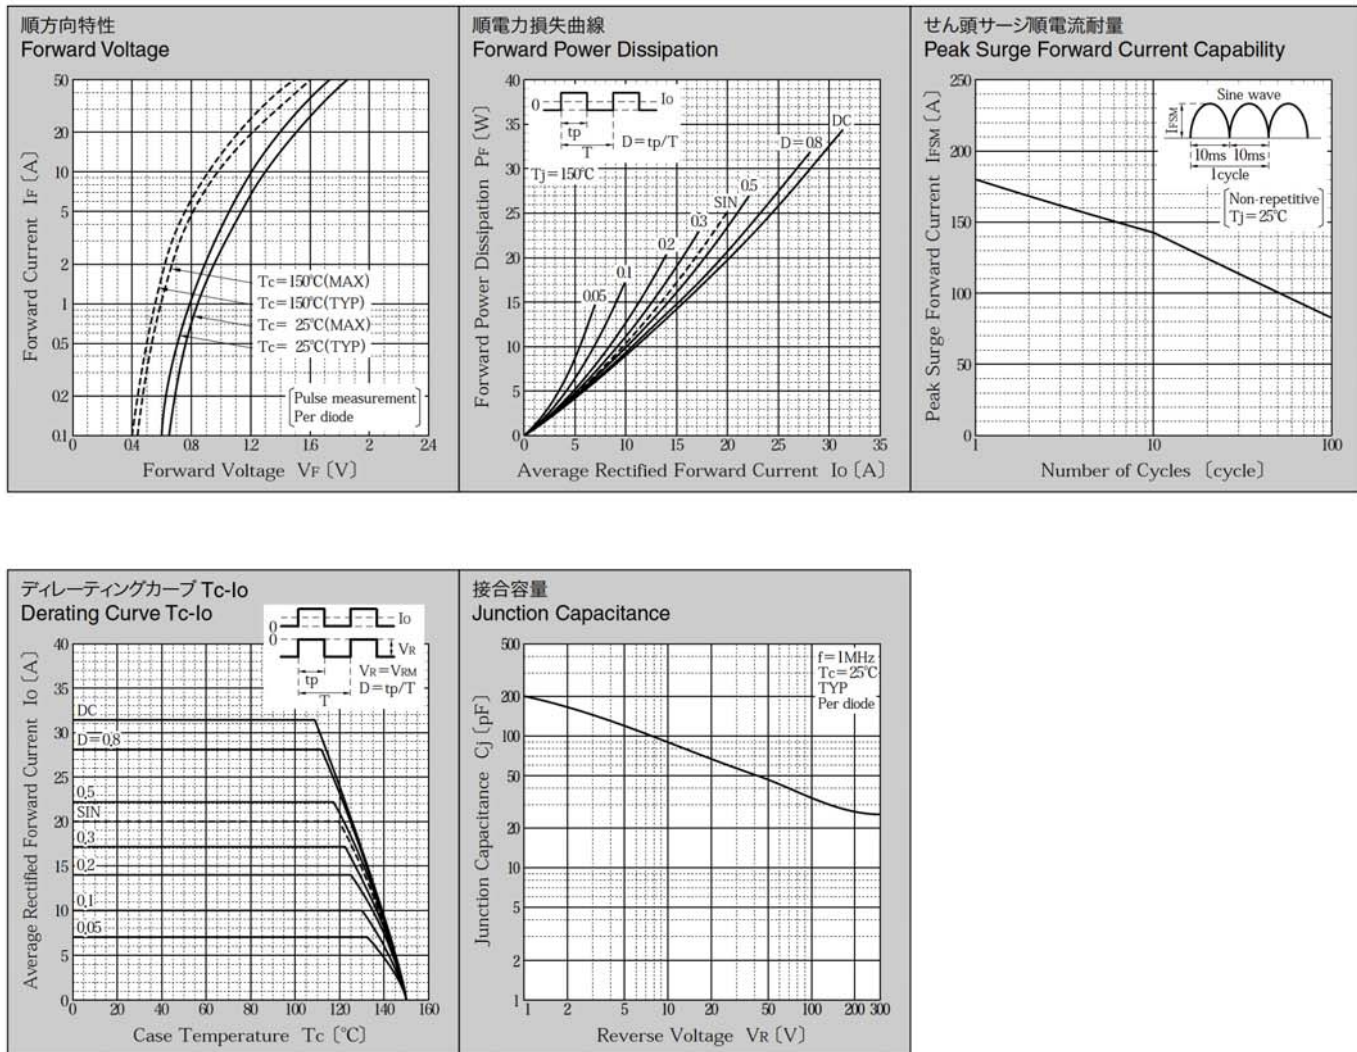 順方向特性
Forward Voltage
Forward Current IF〔A〕
50
20
10
5
2
1
0.5
0.2
0.1
Tc=150℃(MAX)
Tc=150℃(TYP)
Tc= 25℃(MAX)
Tc= 25℃(TYP)
Pulse measurement
Per diode
0 0.4 0.8 1.2 1.6 2 2.4
Forward Voltage VF〔V〕
順電力損失曲線
Forward Power Dissipation
Forward Power Dissipation PF〔W〕
40
35
30
25
20
15
10
5
0
0 Io
tp
T D=tp/T
Tj=150℃
DC
D=0.8
0.5
SIN
0.3
0.2
0.1
0.05
0 5 10 15 20 25 30 35
Average Rectified Forward Current Io〔A〕
せん頭サージ順電流耐量
Peak Surge Forward Current Capability
Peak Surge Forward Current IFSM〔A〕
250
200
150
100
50
0
Sine wave
IFSM
10ms 10ms
1cycle
Non-repetitive
Tj=25℃
1 10 100
Number of Cycles〔cycle〕
ディレーティングカーブ Tc-Io
Derating Curve Tc-Io
Average Rectified Forward Current Io〔A〕
40
35
30
25
20
15
10
5
0
0 Io
0 VR
tp VR=VRM
T D=tp/T
DC
D=0.8
0.5
SIN
0.3
0.2
0.1
0.05
0 20 40 60 80 100 120 140 160
Case Temperature Tc〔℃〕
接合容量
Junction Capacitance
Junction Capacitance Cj〔pF〕
500
200
100
50
20
10
5
2
1
f=1MHz
Tc=25℃
TYP
Per diode
1 2 5 10 20 50 100 200 300
Reverse Voltage VR〔V〕